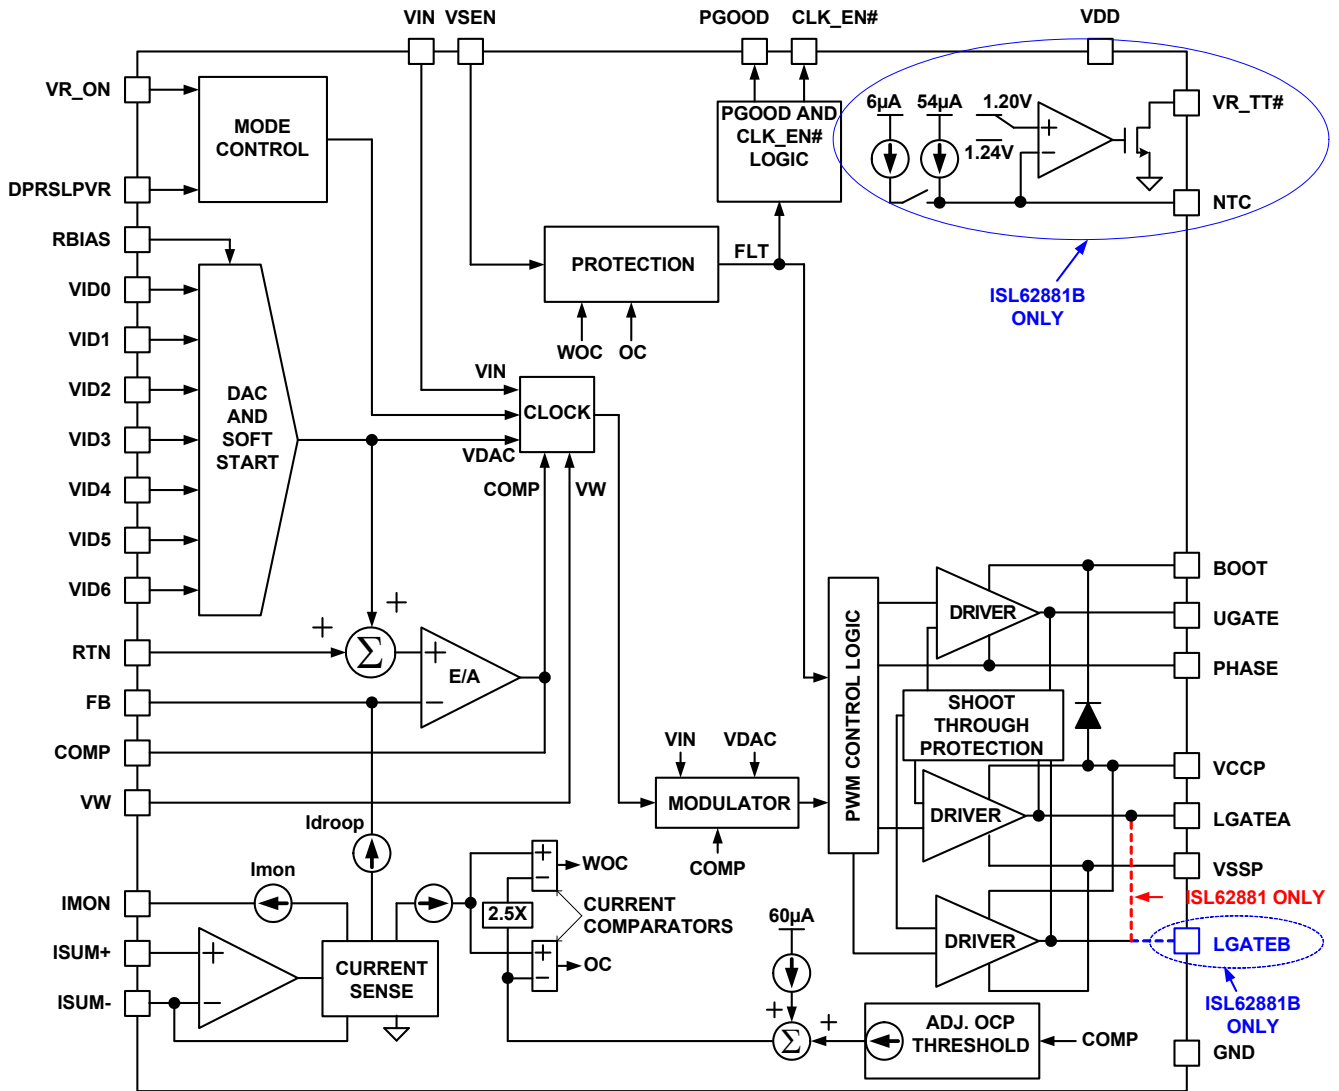 VIN VSEN PGOOD CLK_EN# VDD
VR_ON
MODE
CONTROL
DPRSLPVR
PGOOD AND
CLK_EN#
LOGIC
6µA 54µA 1.20V
1.24V
+
−
VR_TT#
NTC
ISL62881B
ONLY
RBIAS
VID0
VID1
VID2
VID3
VID4
VID5
VID6
DAC
AND
SOFT
START
PROTECTION
FLT
WOC OC
VIN
CLOCK
VDAC
COMP VW
RTN
FB
COMP
VW
+ +
Σ
+
−
E/A
VIN VDAC
MODULATOR
COMP
PWM CONTROL LOGIC
DRIVER
SHOOT
THROUGH
PROTECTION
DRIVER
DRIVER
BOOT
UGATE
PHASE
VCCP
LGATEA
VSSP
ISL62881 ONLY
LGATEB
ISL62881B
ONLY
GND
Idroop
Imon
IMON
ISUM+
ISUM-
+
−
CURRENT
SENSE
+
−
WOC
2.5X
CURRENT
COMPARATORS
+
−
OC
60µA
+ +
Σ
ADJ. OCP
THRESHOLD
COMP